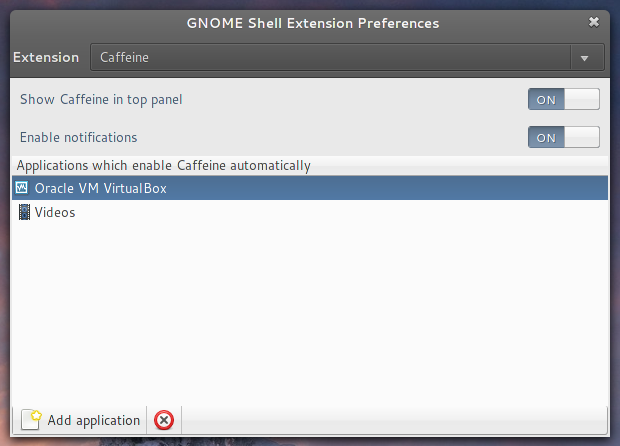 GNOME Shell Extension Preferences
Extension Caffeine
Show Caffeine in top panel ON
Enable notifications ON
Applications which enable Caffeine automatically
Oracle VM VirtualBox
Videos
Add application